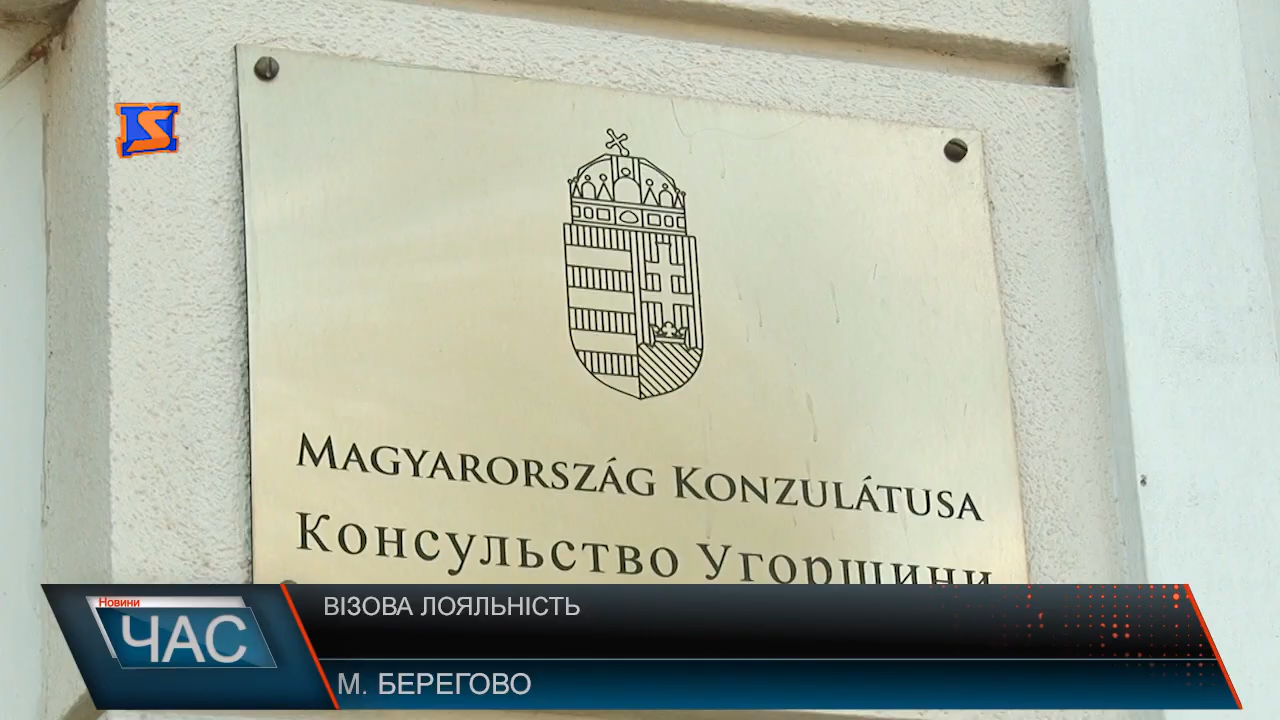 Magyarország Konzulátusa
Консульство Угорщини
Новини
ЧАС
ВІЗОВА ЛОЯЛЬНІСТЬ
М. БЕРЕГОВО